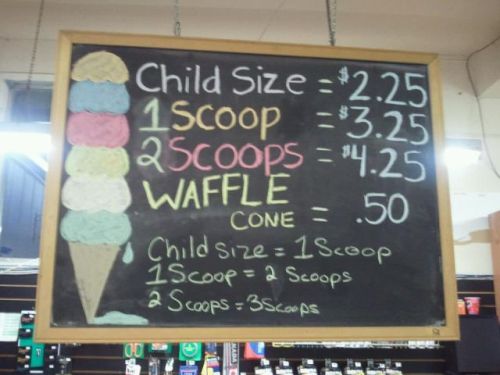 Child Size = $2.25
1 SCOOP = $3.25
2 SCOOPS = $4.25
WAFFLE
CONE = .50
Child size = 1 Scoop
1 Scoop = 2 Scoops
2 Scoops = 3 Scoops